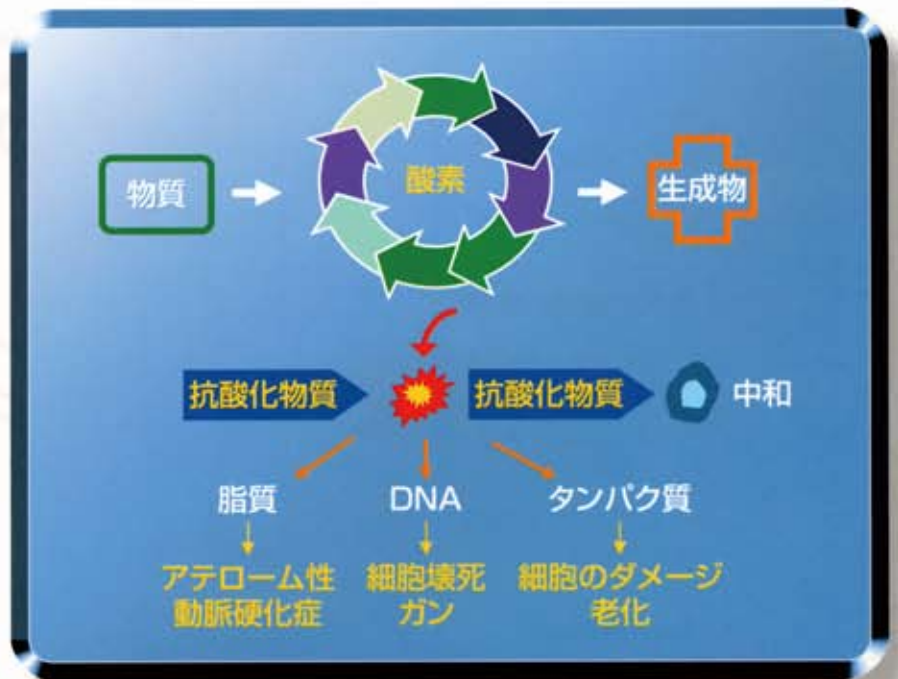 物質
酸素
生成物
抗酸化物質
抗酸化物質
中和
脂質
DNA
タンパク質
アテローム性
動脈硬化症
細胞壊死
ガン
細胞のダメージ
老化